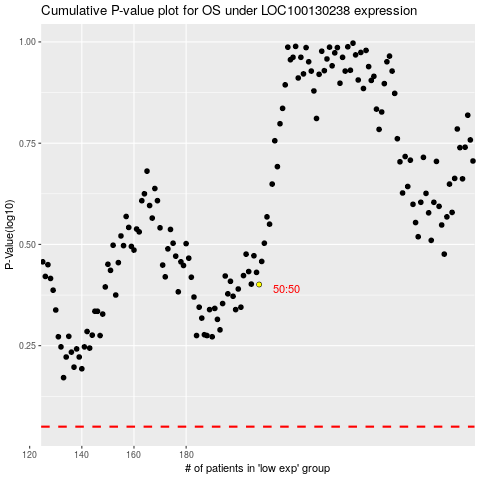 Cumulative P-value plot for OS under LOC100130238 expression
P-Value(log10)
1.00
0.75
0.50
0.25
50:50
120 140 160 180
# of patients in 'low exp' group